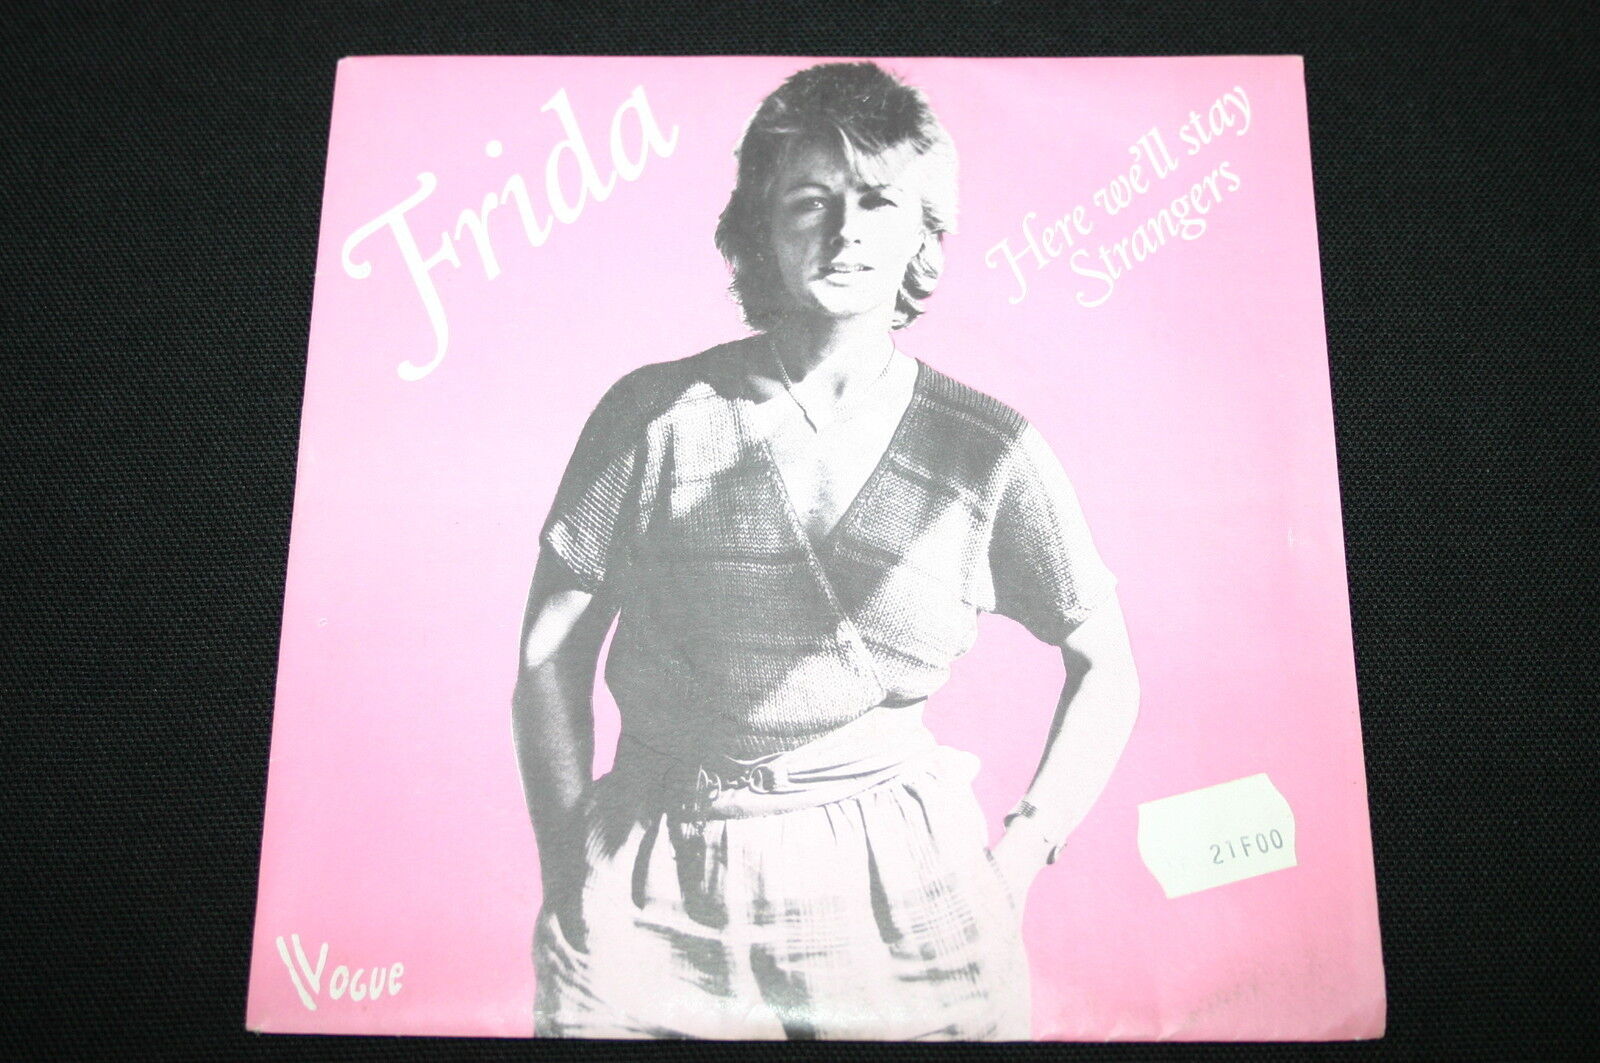 Frida
Here we'll stay
Strangers
21F00
VOGUE